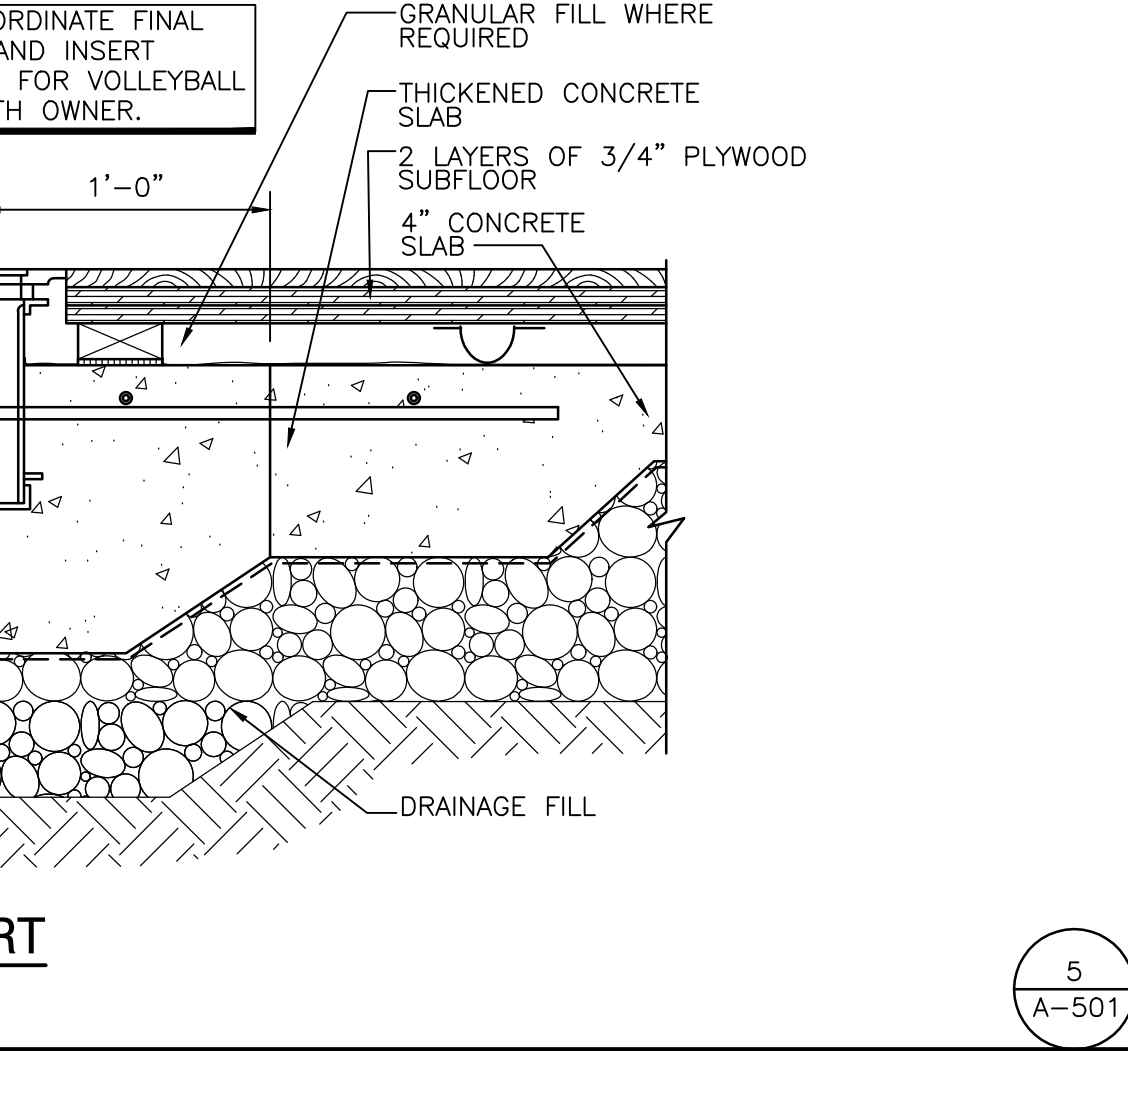 ORDINATE FINAL
AND INSERT
FOR VOLLEYBALL
TH OWNER.
GRANULAR FILL WHERE
REQUIRED
THICKENED CONCRETE
SLAB
2 LAYERS OF 3/4” PLYWOOD
SUBFLOOR
1’-0”
4” CONCRETE
SLAB
DRAINAGE FILL
RT
5
A-501